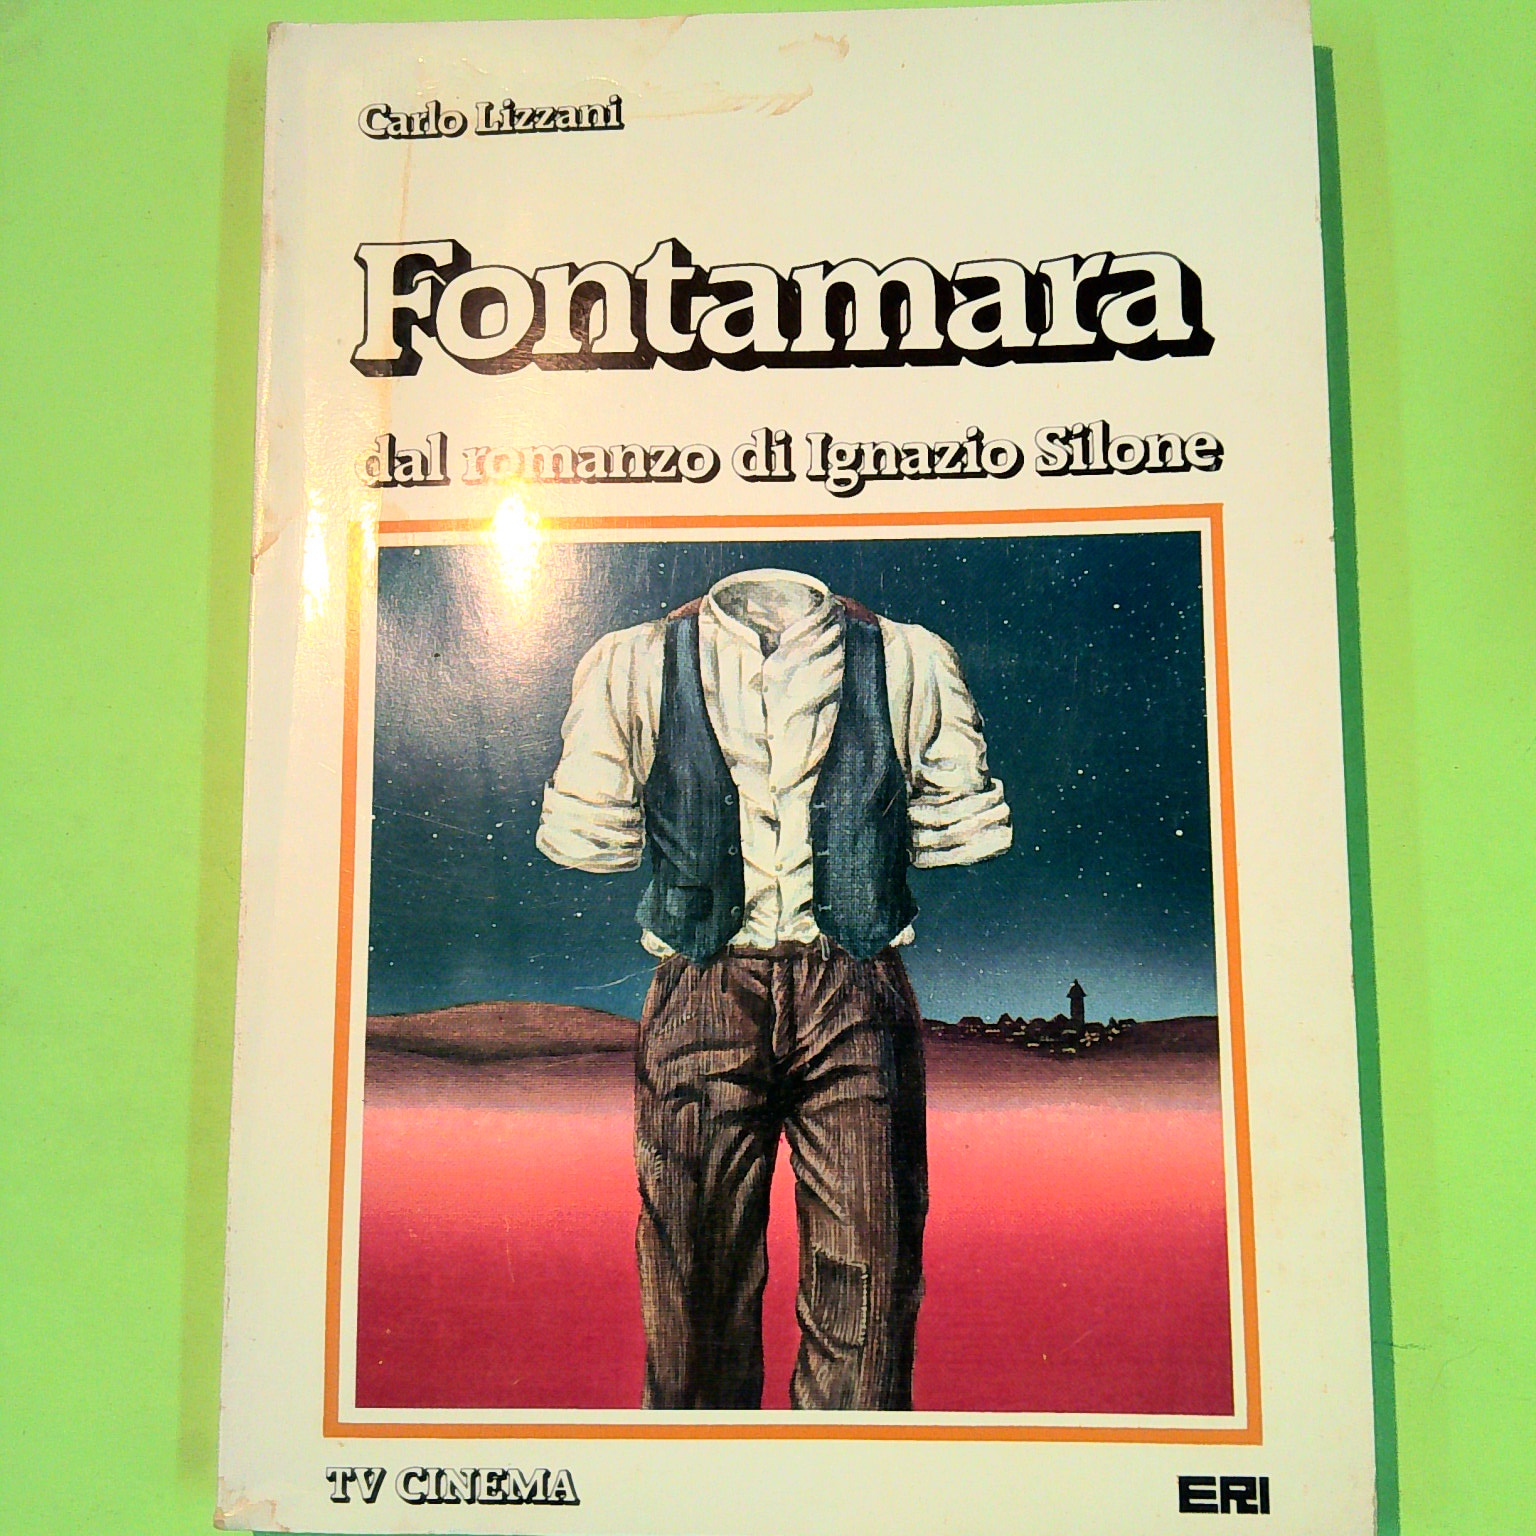 Carlo Lizzani
Fontamara
dal romanzo di Ignazio Silone
TV CINEMA
ERI